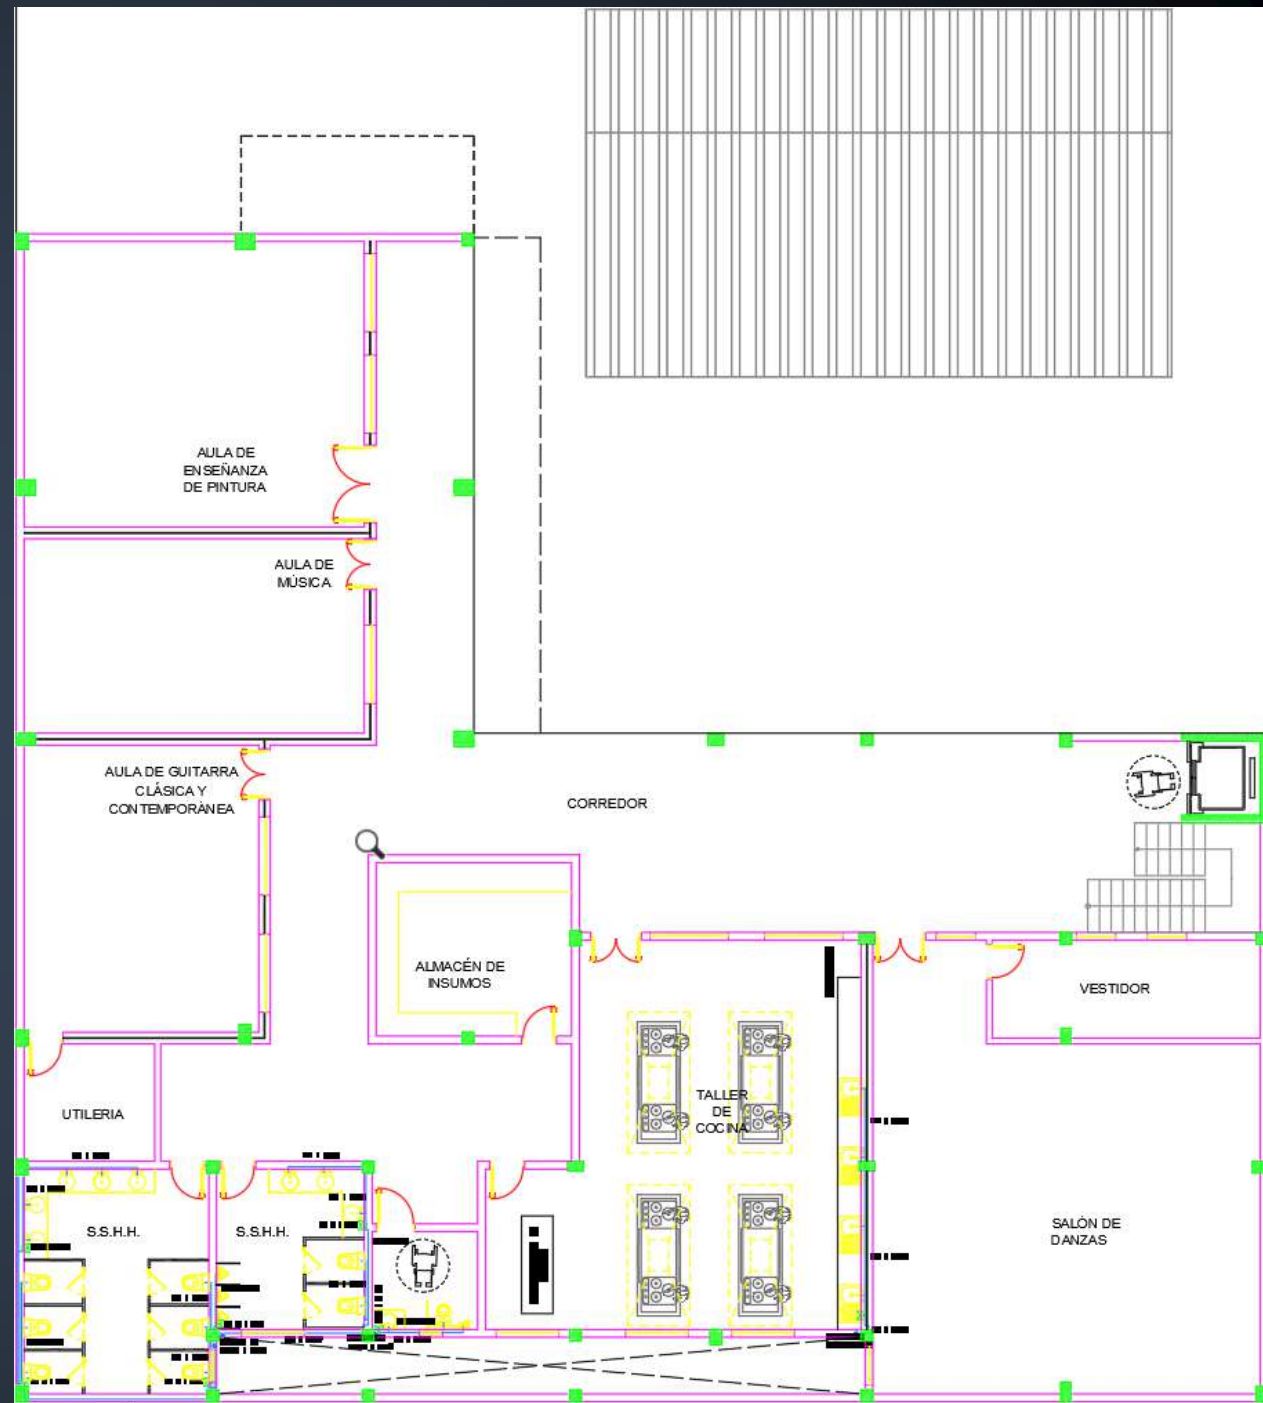 AULA DE
ENSEÑANZA
DE PINTURA
AULA DE
MÚSICA
AULA DE GUITARRA
CLÁSICA Y
CONTEMPORÁNEA
CORREDOR
ALMACÉN DE
INSUMOS
VESTIDOR
TALLER
DE
COCINA
UTILERIA
S.S.H.H.
S.S.H.H.
SALÓN DE
DANZAS